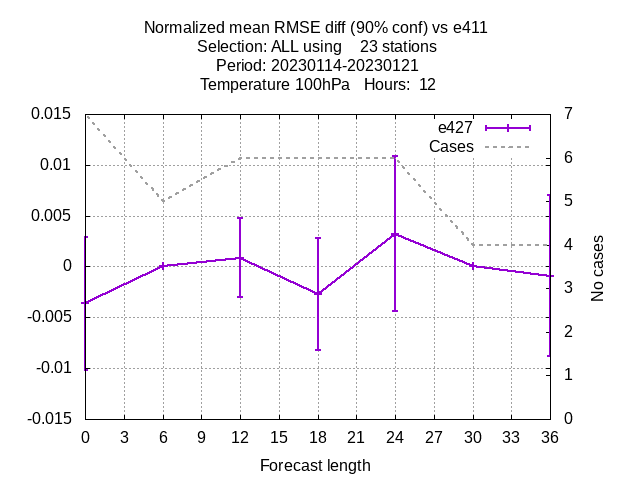 Normalized mean RMSE diff (90% conf) vs e411
Selection: ALL using    23 stations
Period: 20230114-20230121
Temperature 100hPa   Hours:  12
e427
Cases
0.015
0.01
0.005
0
-0.005
-0.01
-0.015
7
6
5
4
3
2
1
0
No cases
0 3 6 9 12 15 18 21 24 27 30 33 36
Forecast length